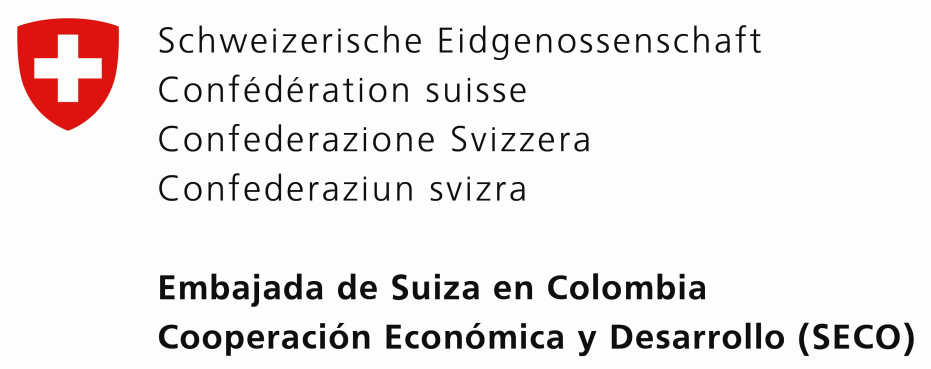 Schweizerische Eidgenossenschaft
Confédération suisse
Confederazione Svizzera
Confederaziun svizra
Embajada de Suiza en Colombia
Cooperación Económica y Desarrollo (SECO)